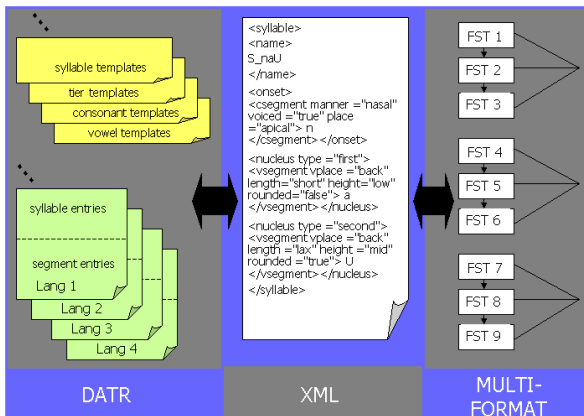 syllable templates
tier templates
consonant templates
vowel templates
syllable entries
segment entries
Lang 1
Lang 2
Lang 3
Lang 4
DATR
<syllable>
<name>
S_naU
</name>
<onset>
<csegment manner ="nasal"
voiced ="true" place
="apical"> n
</csegment></onset>
<nucleus type ="first">
<vsegment vplace ="back"
length="short" height="low"
rounded="false"> a
</vsegment></nucleus>
<nucleus type ="second">
<vsegment vplace ="back"
length ="lax" height ="mid"
rounded ="true"> U
</vsegment></nucleus>
</syllable>
XML
FST 1
FST 2
FST 3
FST 4
FST 5
FST 6
FST 7
FST 8
FST 9
MULTI-
FORMAT